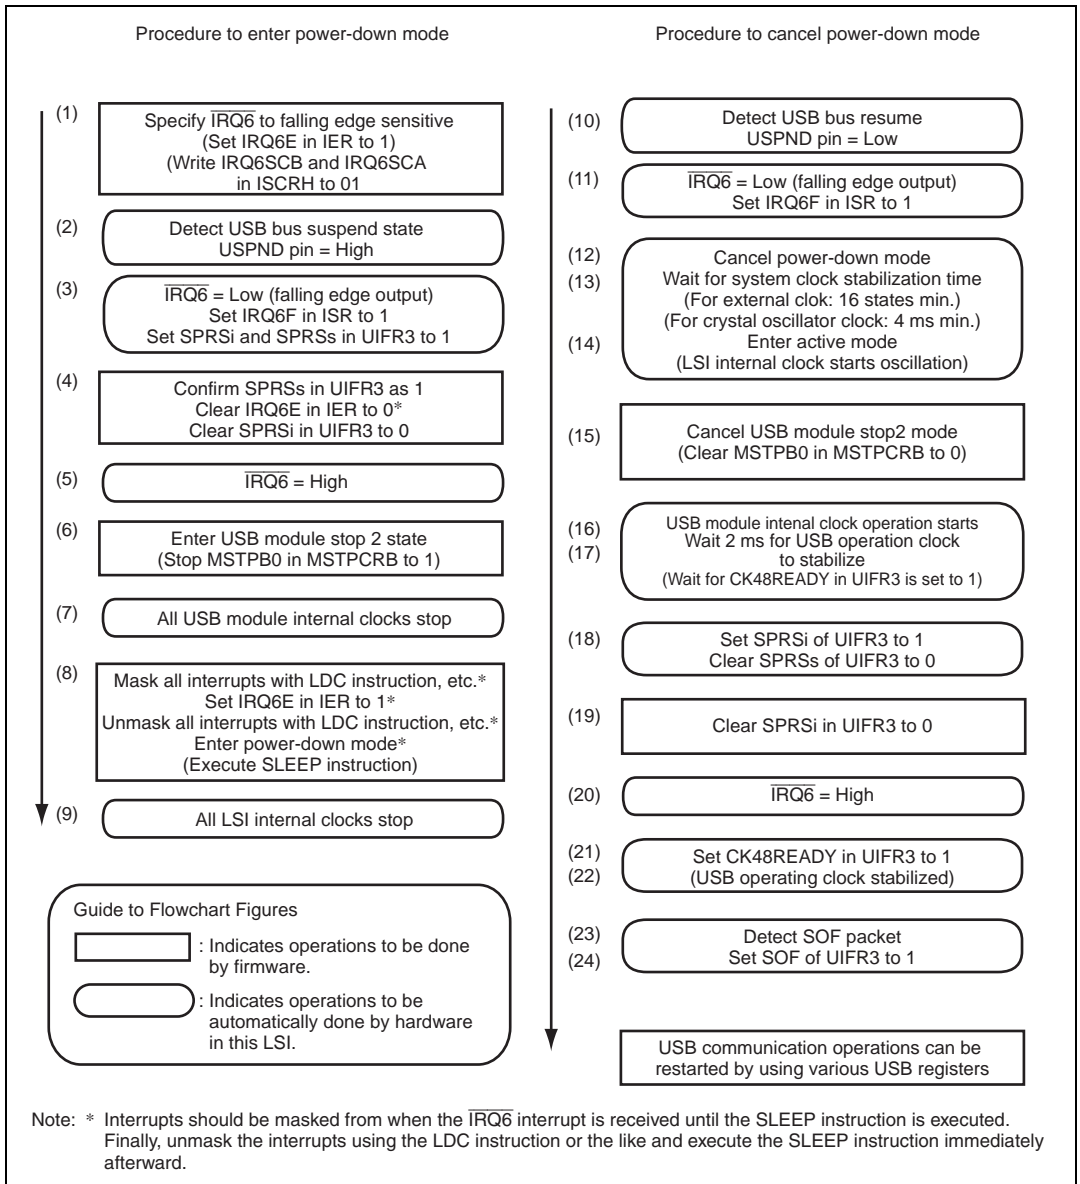 Procedure to enter power-down mode
(1)
Specify IRQ6 to falling edge sensitive
(Set IRQ6E in IER to 1)
(Write IRQ6SCB and IRQ6SCA
in ISCRH to 01
(2)
Detect USB bus suspend state
USPND pin = High
(3)
IRQ6 = Low (falling edge output)
Set IRQ6F in ISR to 1
Set SPRSi and SPRSs in UIFR3 to 1
(4)
Confirm SPRSs in UIFR3 as 1
Clear IRQ6E in IER to 0*
Clear SPRSi in UIFR3 to 0
(5)
IRQ6 = High
(6)
Enter USB module stop 2 state
(Stop MSTPB0 in MSTPCRB to 1)
(7)
All USB module internal clocks stop
(8)
Mask all interrupts with LDC instruction, etc.*
Set IRQ6E in IER to 1*
Unmask all interrupts with LDC instruction, etc.*
Enter power-down mode*
(Execute SLEEP instruction)
(9)
All LSI internal clocks stop
Guide to Flowchart Figures
: Indicates operations to be done
by firmware.
: Indicates operations to be
automatically done by hardware
in this LSI.
Procedure to cancel power-down mode
(10)
Detect USB bus resume
USPND pin = Low
(11)
IRQ6 = Low (falling edge output)
Set IRQ6F in ISR to 1
(12)
Cancel power-down mode
(13)
Wait for system clock stabilization time
(For external clok: 16 states min.)
(For crystal oscillator clock: 4 ms min.)
(14)
Enter active mode
(LSI internal clock starts oscillation)
(15)
Cancel USB module stop2 mode
(Clear MSTPB0 in MSTPCRB to 0)
(16)
USB module intenal clock operation starts
(17)
Wait 2 ms for USB operation clock
to stabilize
(Wait for CK48READY in UIFR3 is set to 1)
(18)
Set SPRSi of UIFR3 to 1
Clear SPRSs of UIFR3 to 0
(19)
Clear SPRSi in UIFR3 to 0
(20)
IRQ6 = High
(21)
Set CK48READY in UIFR3 to 1
(22)
(USB operating clock stabilized)
(23)
Detect SOF packet
(24)
Set SOF of UIFR3 to 1
USB communication operations can be
restarted by using various USB registers
Note: * Interrupts should be masked from when the IRQ6 interrupt is received until the SLEEP instruction is executed.
Finally, unmask the interrupts using the LDC instruction or the like and execute the SLEEP instruction immediately
afterward.